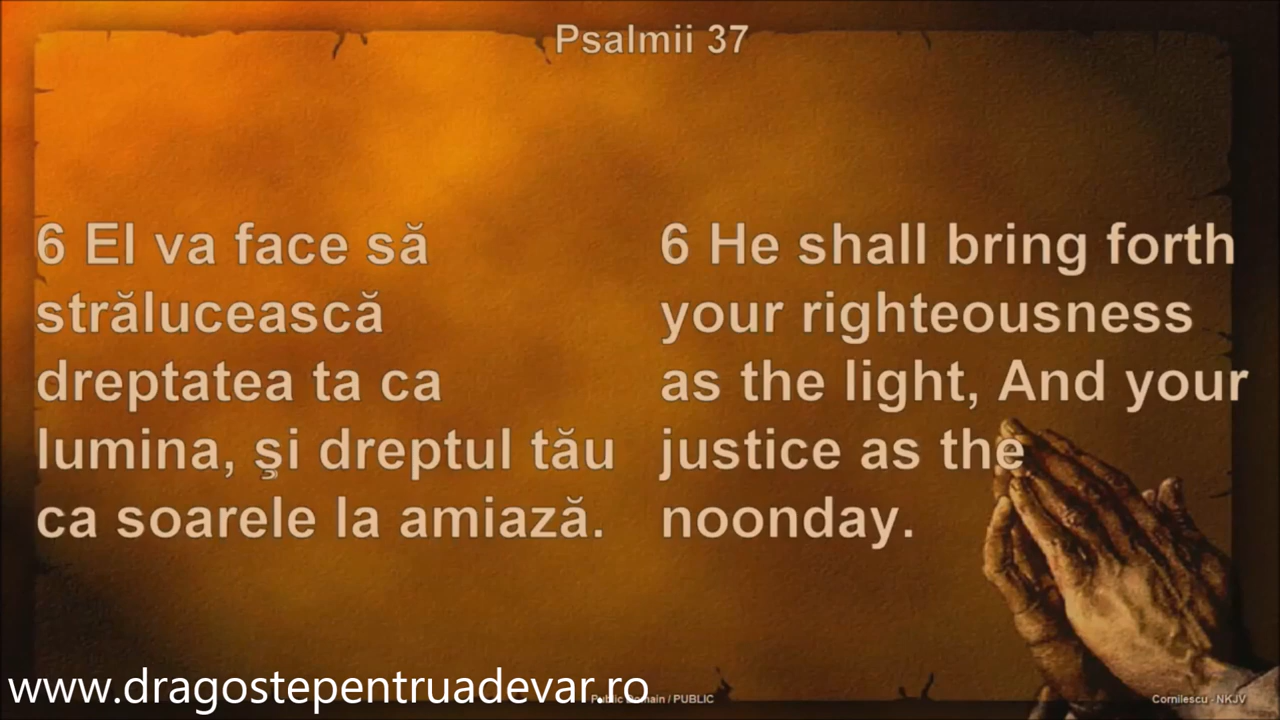 Psalmii 37
6 El va face să
strălucească
dreptatea ta ca
lumina, şi dreptul tău
ca soarele la amiază.
6 He shall bring forth
your righteousness
as the light, And your
justice as the
noonday.
www.dragostepentruadevar.ro
Public Domain / PUBLIC
Cornilescu - NKJV